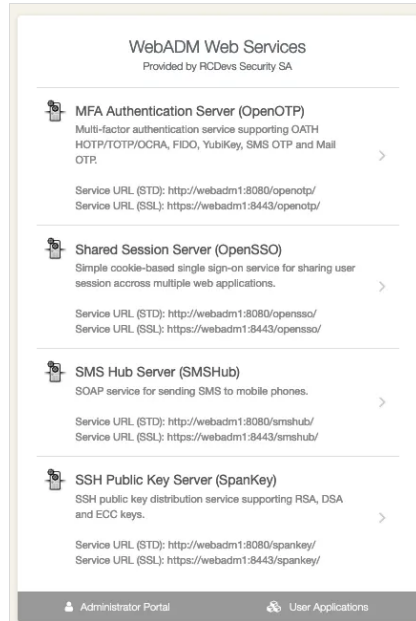 WebADM Web Services
Provided by RCDevs Security SA
MFA Authentication Server (OpenOTP)
Multi-factor authentication service supporting OATH
HOTP/TOTP/OCRA, FIDO, YubiKey, SMS OTP and Mail
OTP.
Service URL (STD): http://webadm1:8080/openotp/
Service URL (SSL): https://webadm1:8443/openotp/
Shared Session Server (OpenSSO)
Simple cookie-based single sign-on service for sharing user
session accross multiple web applications.
Service URL (STD): http://webadm1:8080/opensso/
Service URL (SSL): https://webadm1:8443/opensso/
SMS Hub Server (SMSHub)
SOAP service for sending SMS to mobile phones.
Service URL (STD): http://webadm1:8080/smshub/
Service URL (SSL): https://webadm1:8443/smshub/
SSH Public Key Server (SpanKey)
SSH public key distribution service supporting RSA, DSA
and ECC keys.
Service URL (STD): http://webadm1:8080/spankey/
Service URL (SSL): https://webadm1:8443/spankey/
Administrator Portal User Applications